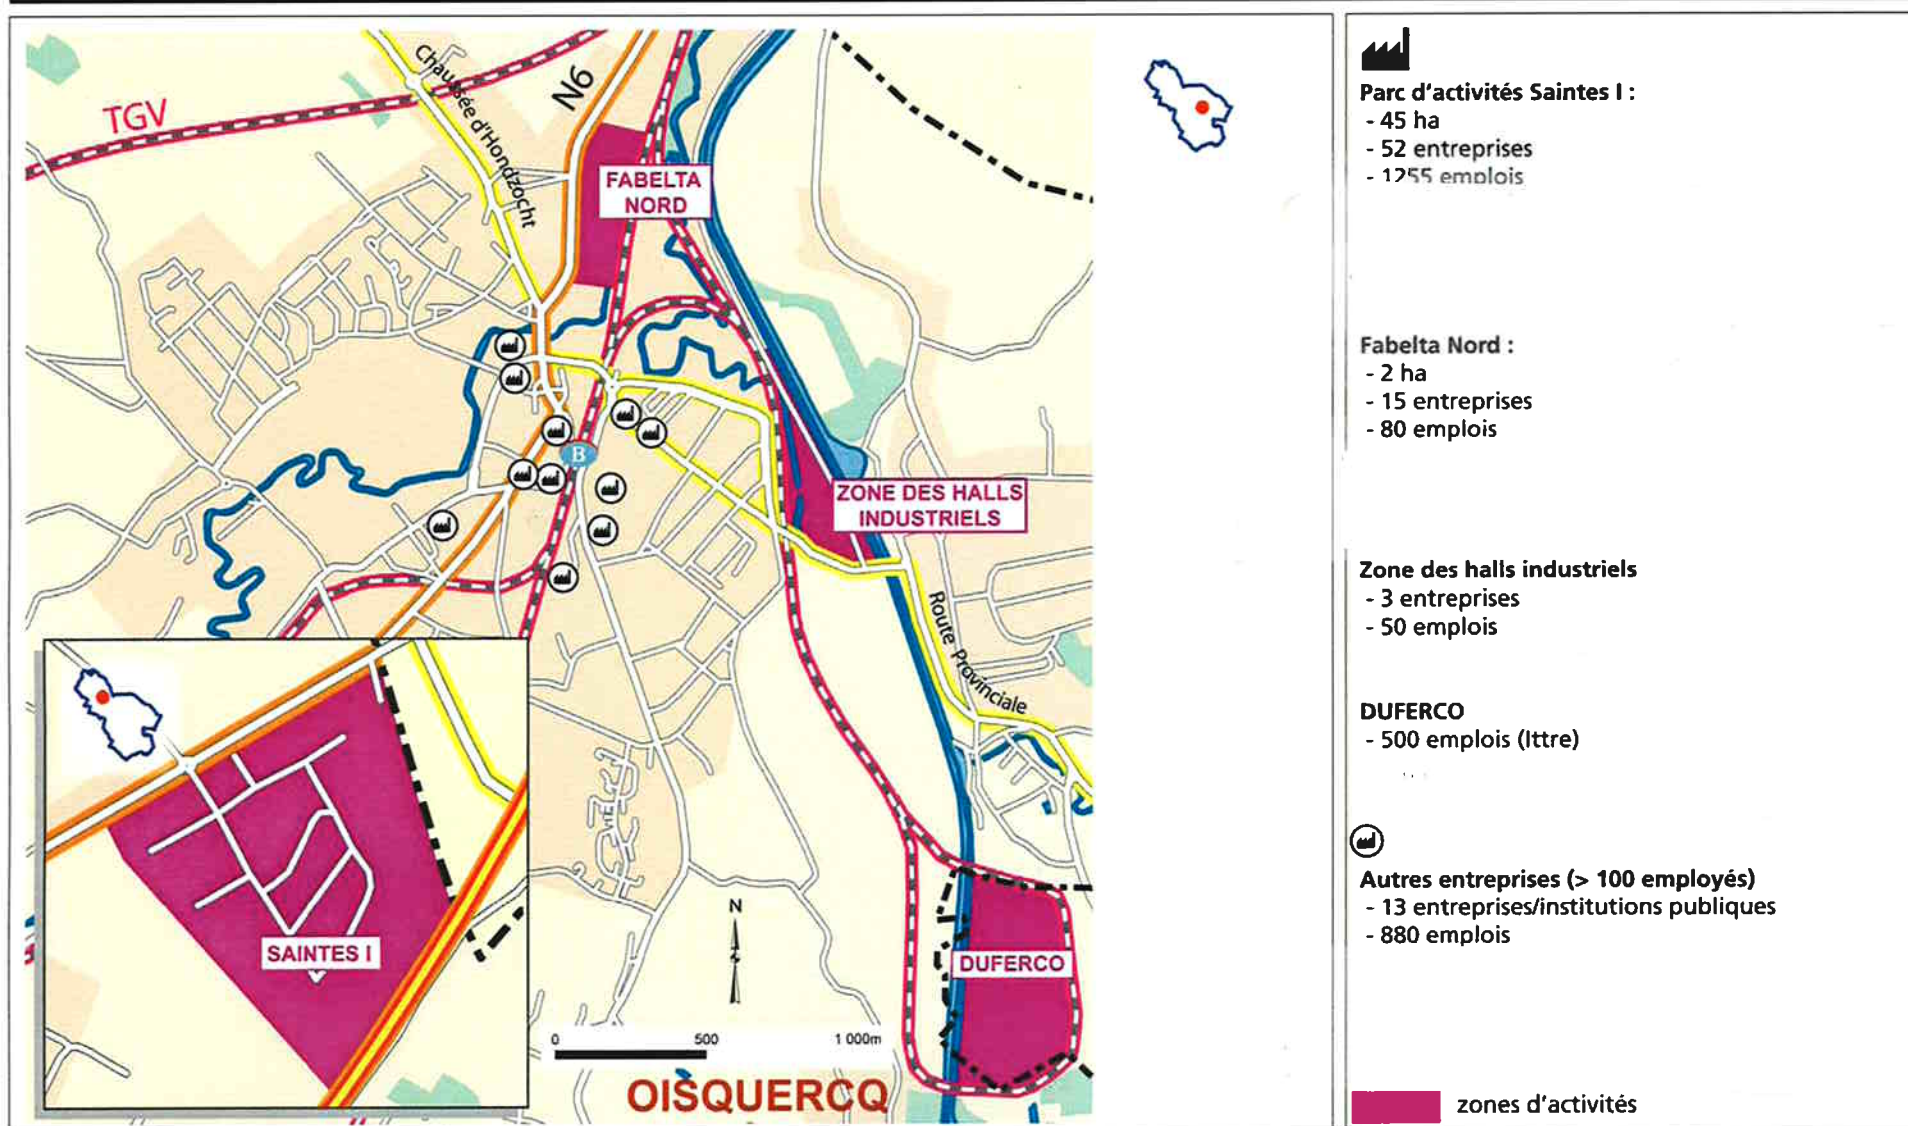 TGV
Chaussée d'Hondzocht
N6
FABELTA
NORD
B
ZONE DES HALLS
INDUSTRIELS
Route Provinciale
SAINTES I
N
DUFERCO
0 500 1 000m
OISQUERCQ
Parc d'activités Saintes I :
- 45 ha
- 52 entreprises
- 1255 emplois
Fabelta Nord :
- 2 ha
- 15 entreprises
- 80 emplois
Zone des halls industriels
- 3 entreprises
- 50 emplois
DUFERCO
- 500 emplois (Ittre)
Autres entreprises (> 100 employés)
- 13 entreprises/institutions publiques
- 880 emplois
zones d'activités